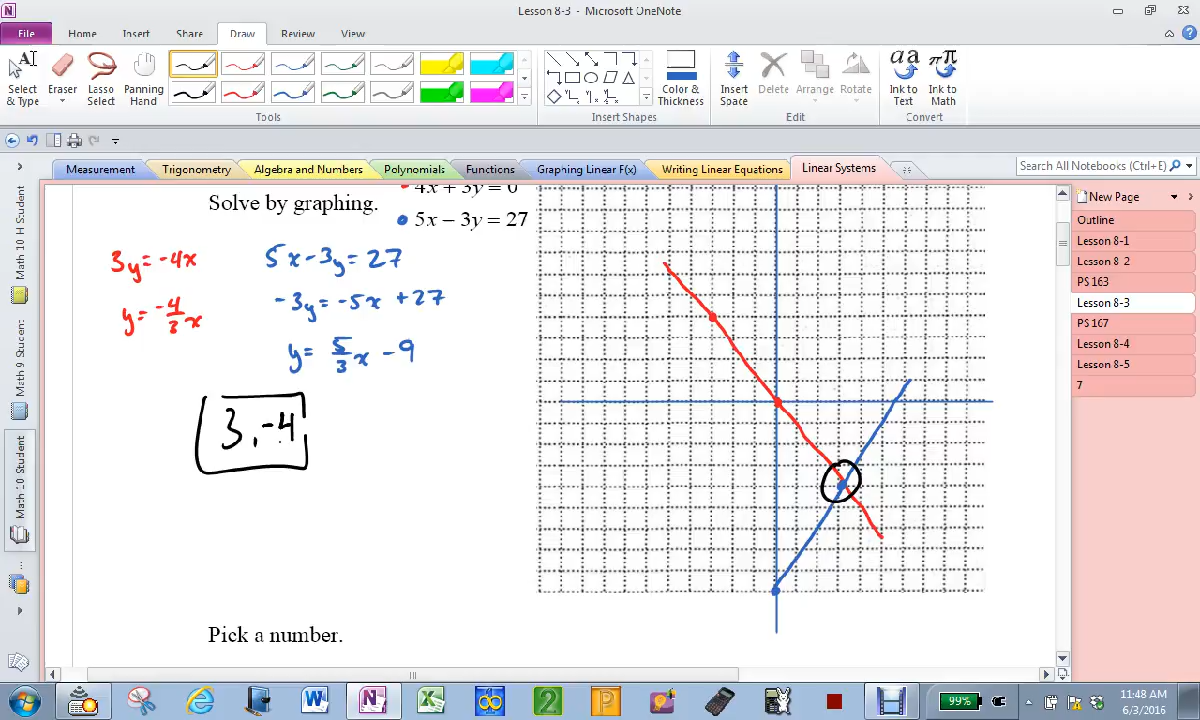 Lesson 8-3 - Microsoft OneNote
File Home Insert Share Draw Review View
Select & Type
Eraser
Lasso Select
Panning Hand
Color & Thickness
Insert Space
Delete
Arrange
Rotate
Ink to Text
Ink to Math
Tools
Insert Shapes
Edit
Convert
Measurement Trigonometry Algebra and Numbers Polynomials Functions Graphing Linear F(x) Writing Linear Equations Linear Systems
Search All Notebooks (Ctrl+E)
New Page
Outline
Lesson 8-1
Lesson 8-2
PS 163
Lesson 8-3
PS 167
Lesson 8-4
Lesson 8-5
7
Math 10 H Student
Math 9 Student
Math 10 Student
4x + 3y = 0
Solve by graphing.
5x − 3y = 27
3y = -4x
y = -4/3 x
5x - 3y = 27
-3y = -5x + 27
y = 5/3 x - 9
3, -4
Pick a number.
99%
11:48 AM
6/3/2016